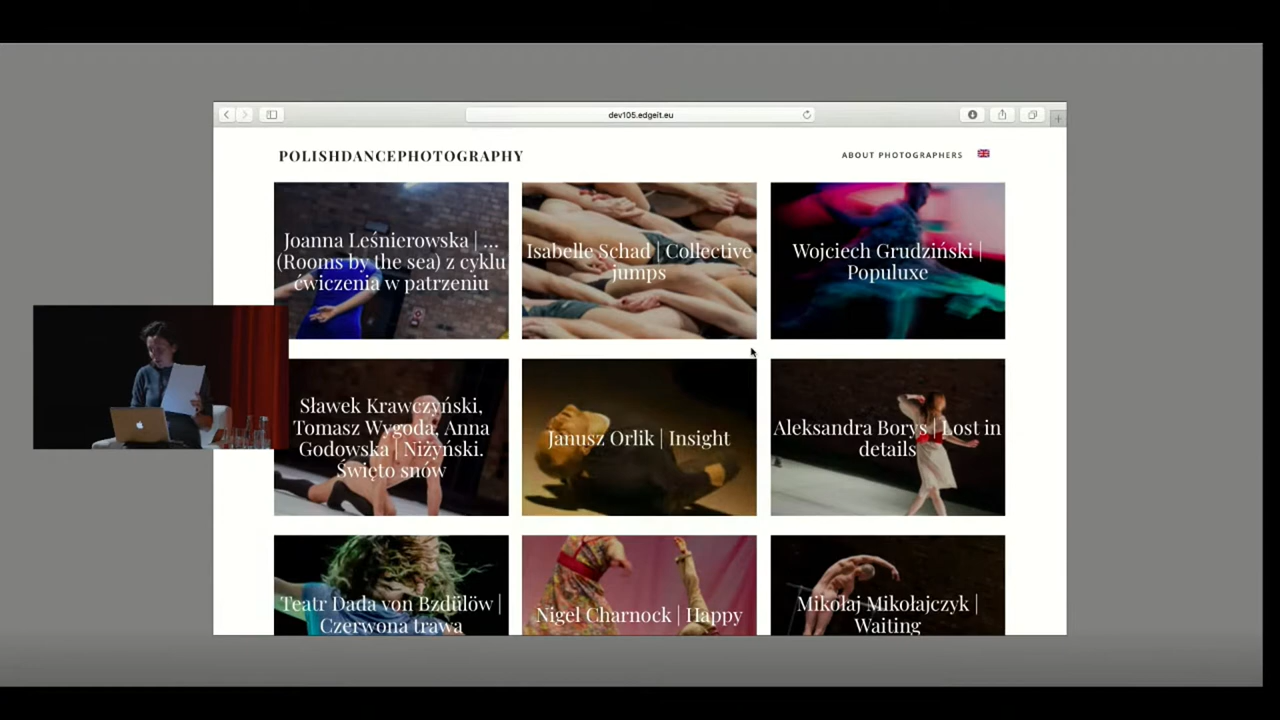 dev105.edgeit.eu
POLISHDANCEPHOTOGRAPHY
ABOUT PHOTOGRAPHERS
Joanna Leśnierowska | ...
(Rooms by the sea) z cyklu
ćwiczenia w patrzeniu
Isabelle Schad | Collective
jumps
Wojciech Grudziński |
Populuxe
Sławek Krawczyński,
Tomasz Wygoda, Anna
Godowska | Niżyński.
Święto snów
Janusz Orlik | Insight
Aleksandra Borys | Lost in
details
Teatr Dada von Bzdülöw |
Czerwona trawa
Nigel Charnock | Happy
Mikołaj Mikołajczyk |
Waiting